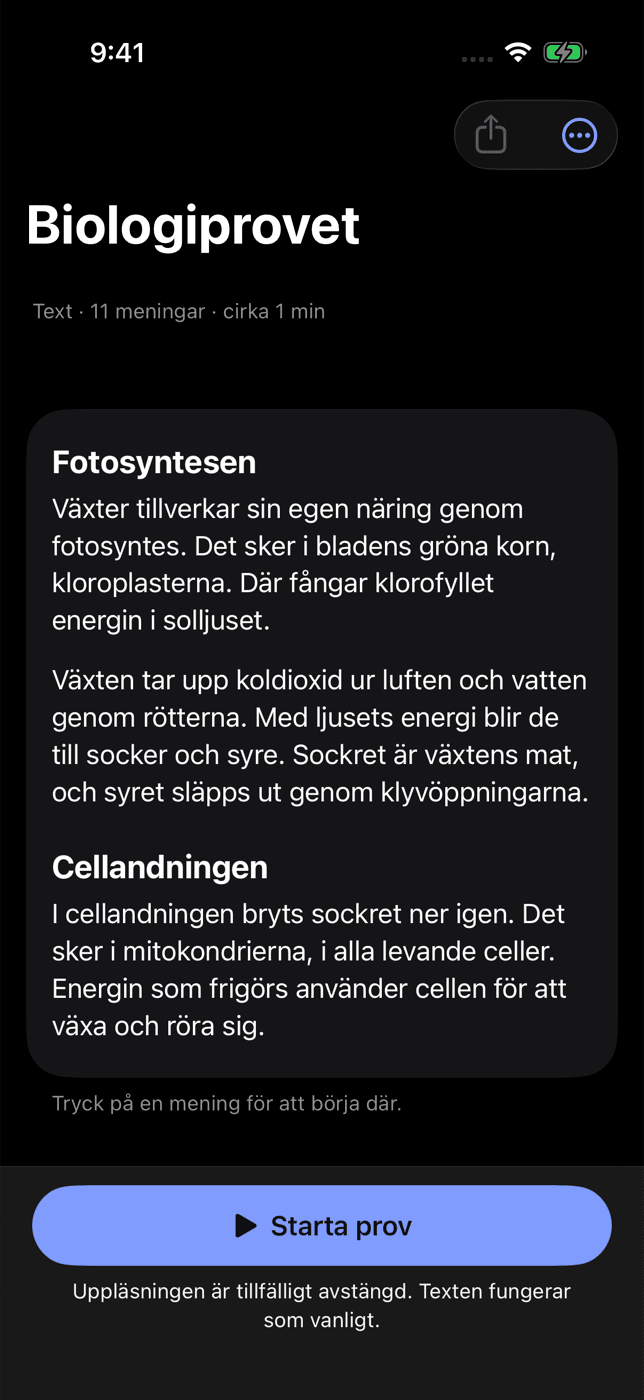 9:41
Biologiprovet
Text · 11 meningar · cirka 1 min
Fotosyntesen
Växter tillverkar sin egen näring genom
fotosyntes. Det sker i bladens gröna korn,
kloroplasterna. Där fångar klorofyllet
energin i solljuset.
Växten tar upp koldioxid ur luften och vatten
genom rötterna. Med ljusets energi blir de
till socker och syre. Sockret är växtens mat,
och syret släpps ut genom klyvöppningarna.
Cellandningen
I cellandningen bryts sockret ner igen. Det
sker i mitokondrierna, i alla levande celler.
Energin som frigörs använder cellen för att
växa och röra sig.
Tryck på en mening för att börja där.
Starta prov
Uppläsningen är tillfälligt avstängd. Texten fungerar
som vanligt.